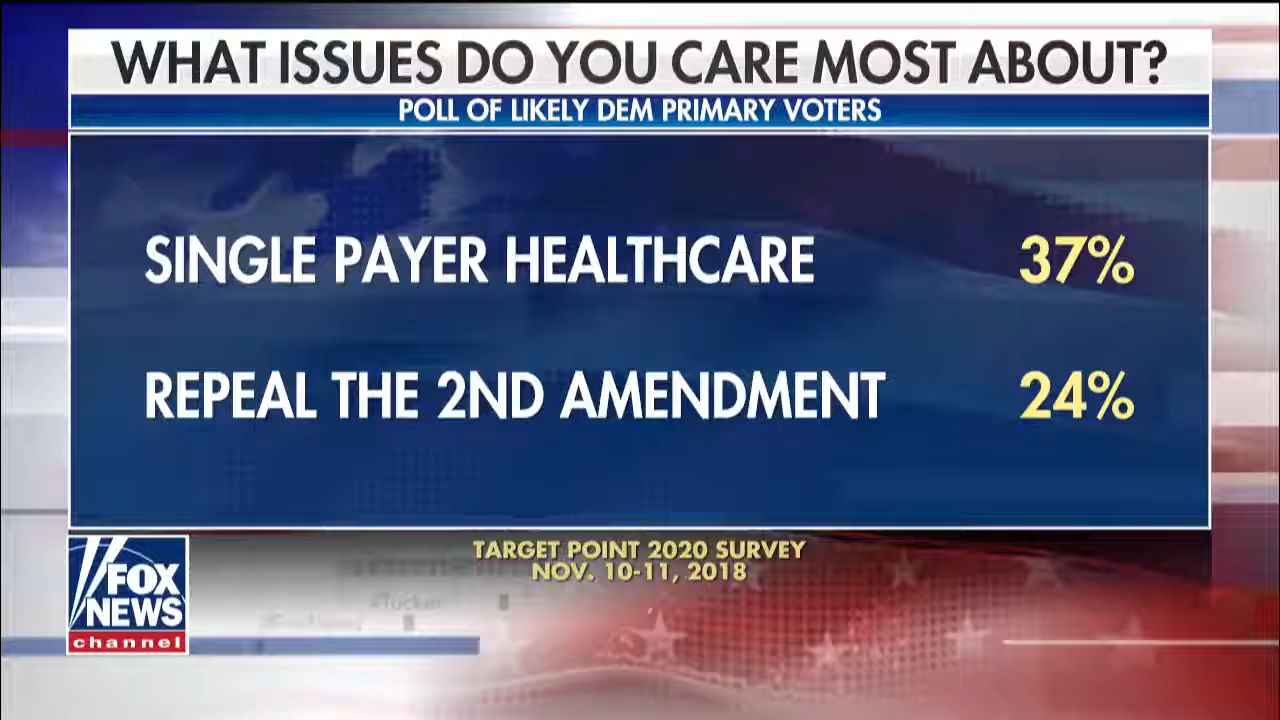 WHAT ISSUES DO YOU CARE MOST ABOUT?
POLL OF LIKELY DEM PRIMARY VOTERS
SINGLE PAYER HEALTHCARE 37%
REPEAL THE 2ND AMENDMENT 24%
TARGET POINT 2020 SURVEY
NOV. 10-11, 2018
FOX
NEWS
channel
#Tucker